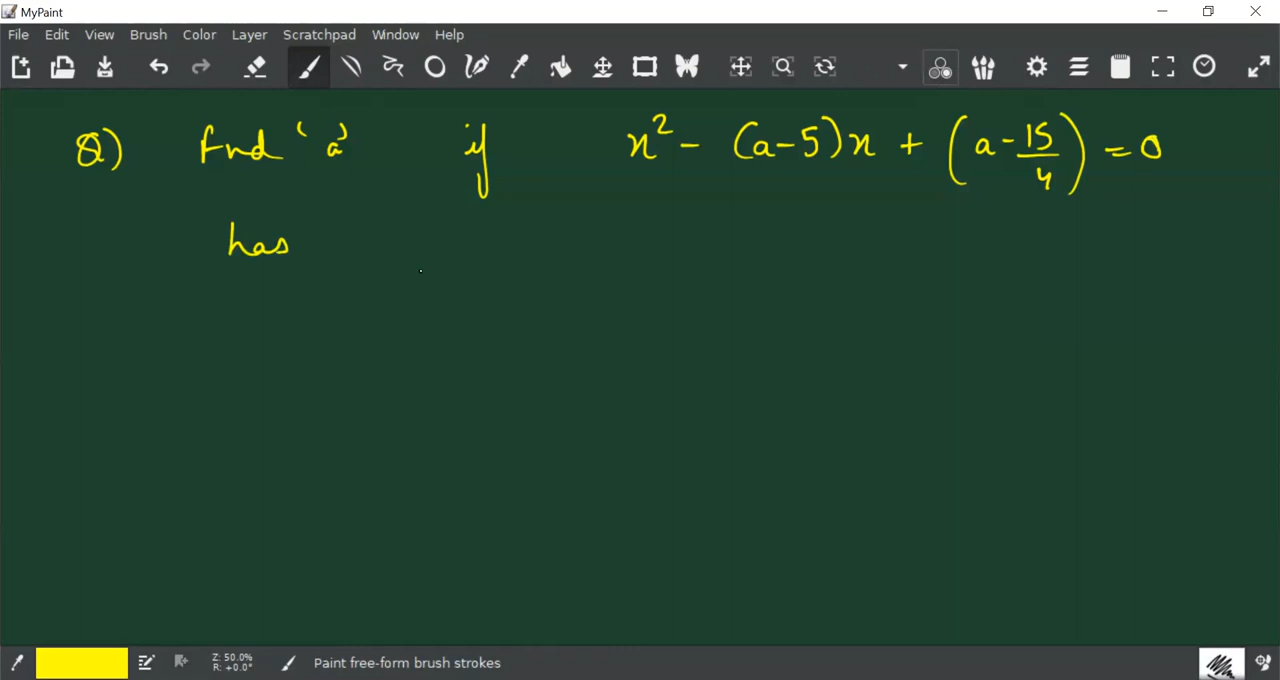 MyPaint
File Edit View Brush Color Layer Scratchpad Window Help
Q) find 'a' if x² - (a-5)x + (a - 15/4) = 0
has
Z: 50.0%
R: +0.0°
Paint free-form brush strokes